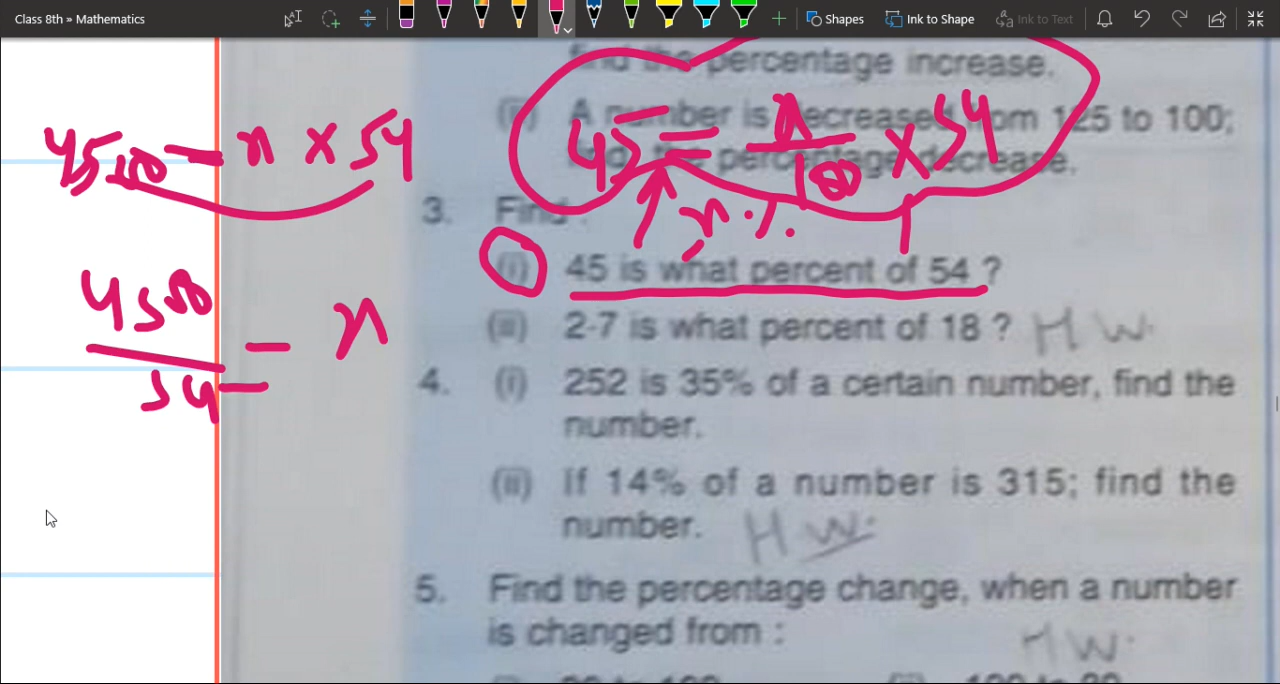 Class 8th » Mathematics
Shapes
Ink to Shape
Ink to Text
find the percentage increase.
(ii) A number is decreased from 125 to 100;
find the percentage decrease.
45 = x/100 × 54
4500 = x × 54
x %
3. Find :
(i) 45 is what percent of 54 ?
4500/54 = x
(ii) 2·7 is what percent of 18 ? H W.
4. (i) 252 is 35% of a certain number, find the
number.
(ii) If 14% of a number is 315; find the
number. H W.
5. Find the percentage change, when a number
is changed from : H W.